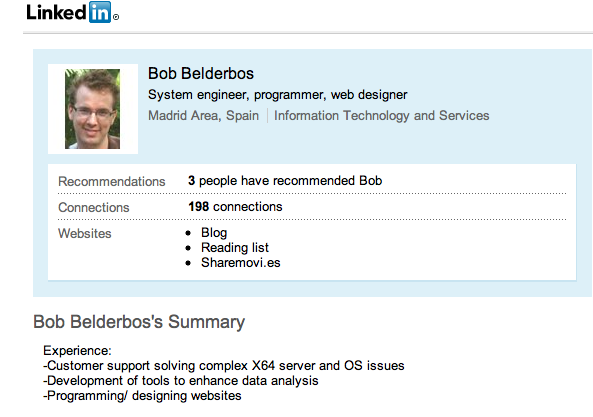 Linked in ®
Bob Belderbos
System engineer, programmer, web designer
Madrid Area, Spain | Information Technology and Services
Recommendations 3 people have recommended Bob
Connections 198 connections
Websites • Blog
• Reading list
• Sharemovi.es
Bob Belderbos's Summary
Experience:
-Customer support solving complex X64 server and OS issues
-Development of tools to enhance data analysis
-Programming/ designing websites